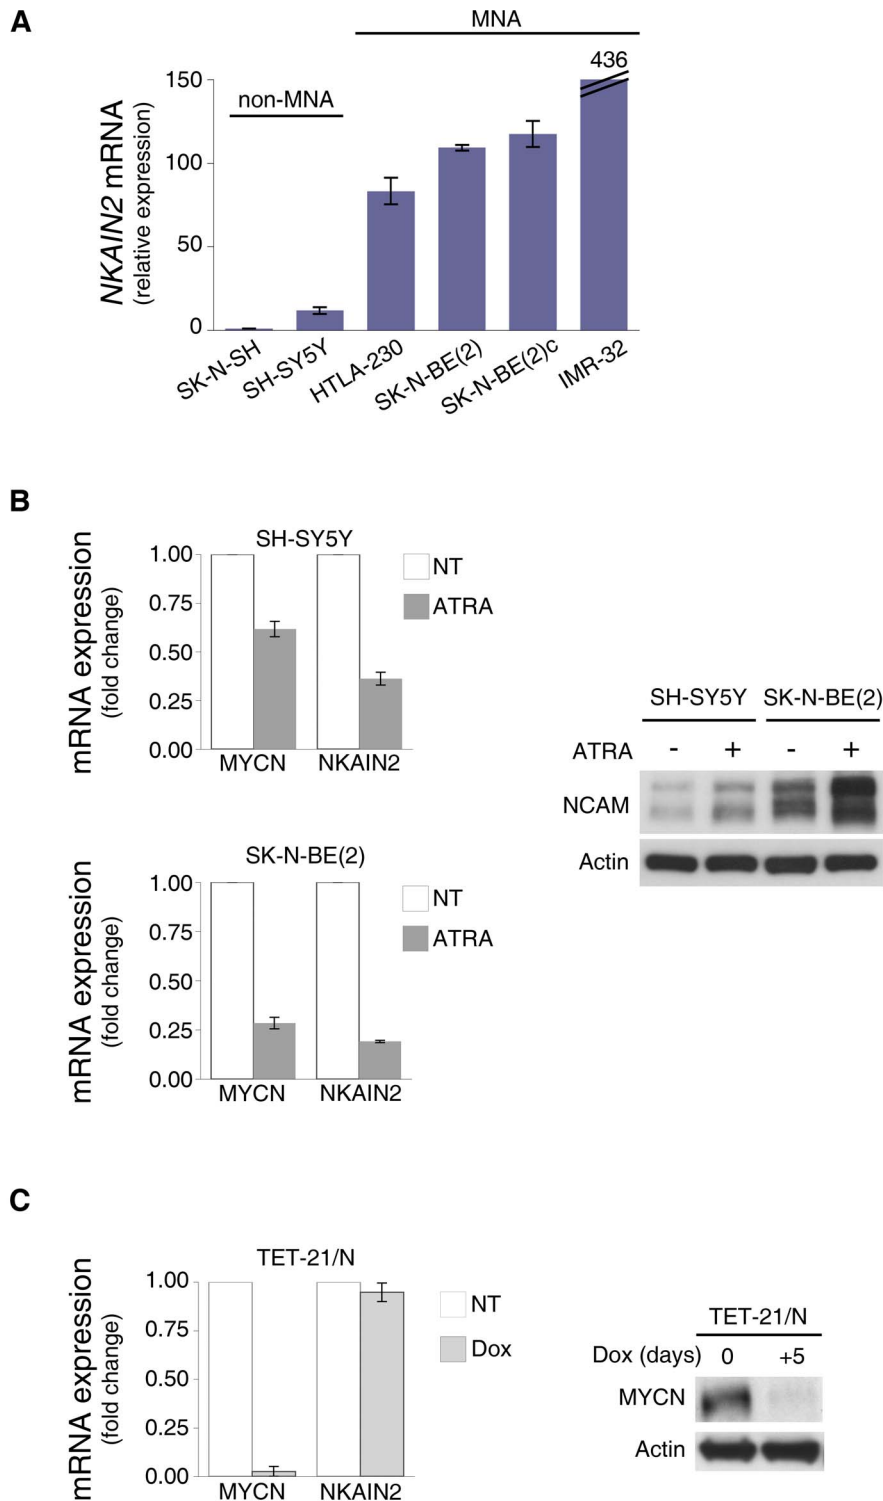 A
MNA
436
non-MNA
NKAIN2 mRNA
(relative expression)
150
100
50
0
SK-N-SH
SH-SY5Y
HTLA-230
SK-N-BE(2)
SK-N-BE(2)c
IMR-32
B
SH-SY5Y
mRNA expression
(fold change)
1.00
0.75
0.50
0.25
0.00
MYCN NKAIN2
NT
ATRA
SK-N-BE(2)
mRNA expression
(fold change)
1.00
0.75
0.50
0.25
0.00
MYCN NKAIN2
NT
ATRA
SH-SY5Y SK-N-BE(2)
ATRA - + - +
NCAM
Actin
C
TET-21/N
mRNA expression
(fold change)
1.00
0.75
0.50
0.25
0.00
MYCN NKAIN2
NT
Dox
TET-21/N
Dox (days) 0 +5
MYCN
Actin